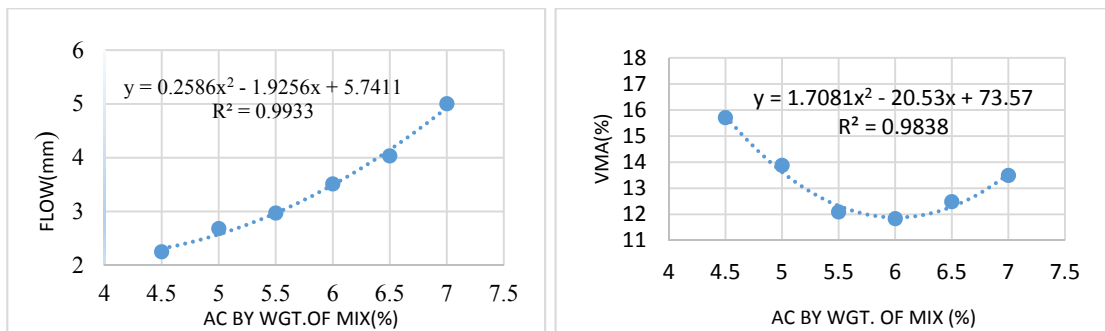 6
5
4
3
2
FLOW(mm)
y = 0.2586x² - 1.9256x + 5.7411
R² = 0.9933
4 4.5 5 5.5 6 6.5 7 7.5
AC BY WGT.OF MIX(%)
18
17
16
15
14
13
12
11
VMA(%)
y = 1.7081x² - 20.53x + 73.57
R² = 0.9838
4 4.5 5 5.5 6 6.5 7 7.5
AC BY WGT. OF MIX (%)